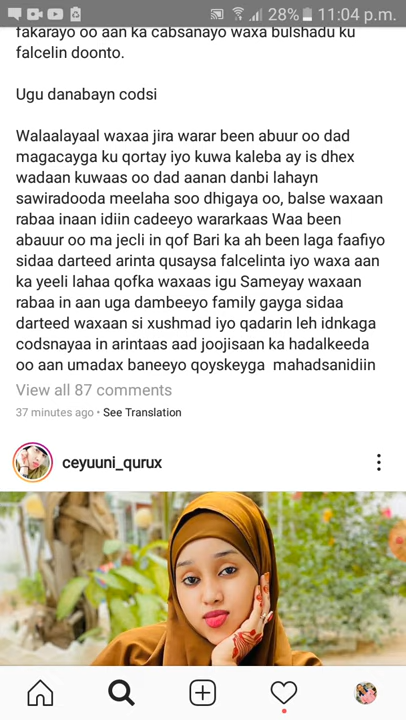 28% 11:04 p.m.
fakarayo oo aan ka cabsanayo waxa bulshadu ku
falcelin doonto.
Ugu danabayn codsi
Walaalayaal waxaa jira warar been abuur oo dad
magacayga ku qortay iyo kuwa kaleba ay is dhex
wadaan kuwaas oo dad aanan danbi lahayn
sawiradooda meelaha soo dhigaya oo, balse waxaan
rabaa inaan idiin cadeeyo wararkaas Waa been
abauur oo ma jecli in qof Bari ka ah been laga faafiyo
sidaa darteed arinta qusaysa falcelinta iyo waxa aan
ka yeeli lahaa qofka waxaas igu Sameyay waxaan
rabaa in aan uga dambeeyo family gayga sidaa
darteed waxaan si xushmad iyo qadarin leh idnkaga
codsnayaa in arintaas aad joojisaan ka hadalkeeda
oo aan umadax baneeyo qoyskeyga mahadsanidiin
View all 87 comments
37 minutes ago • See Translation
ceyuuni_qurux